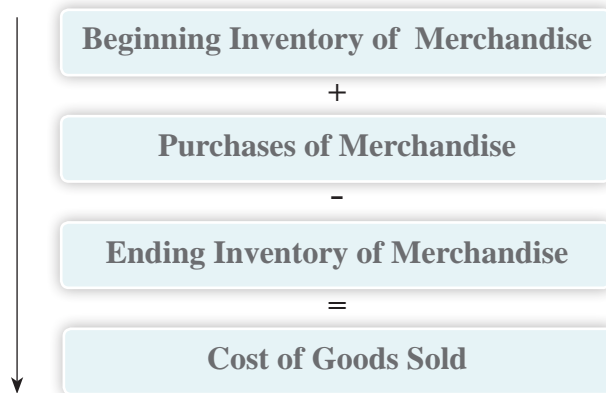 Beginning Inventory of Merchandise
+
Purchases of Merchandise
-
Ending Inventory of Merchandise
=
Cost of Goods Sold